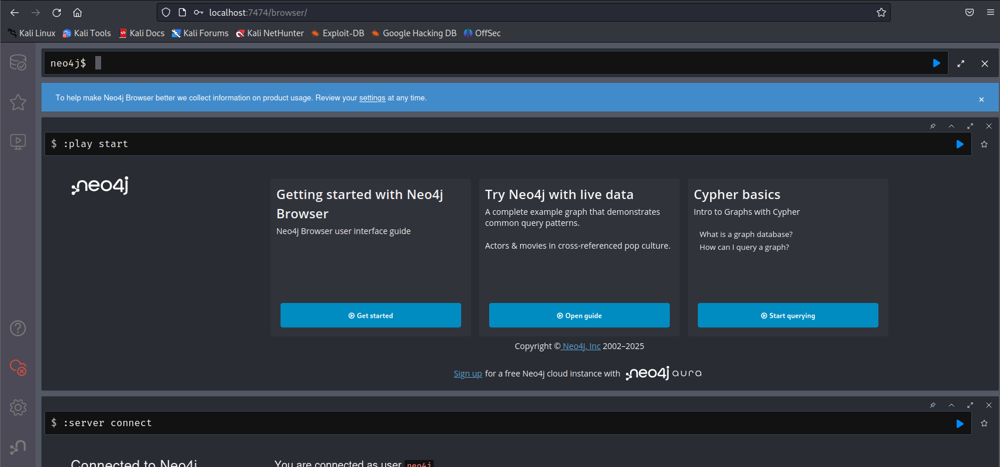 localhost:7474/browser/
Kali Linux Kali Tools Kali Docs Kali Forums Kali NetHunter Exploit-DB Google Hacking DB OffSec
neo4j$
To help make Neo4j Browser better we collect information on product usage. Review your settings at any time.
$ :play start
neo4j
Getting started with Neo4j
Browser
Neo4j Browser user interface guide
Get started
Try Neo4j with live data
A complete example graph that demonstrates
common query patterns.
Actors & movies in cross-referenced pop culture.
Open guide
Cypher basics
Intro to Graphs with Cypher
What is a graph database?
How can I query a graph?
Start querying
Copyright © Neo4j, Inc 2002–2025
Sign up for a free Neo4j cloud instance with neo4j aura
$ :server connect
Connected to Neo4j
You are connected as user neo4j